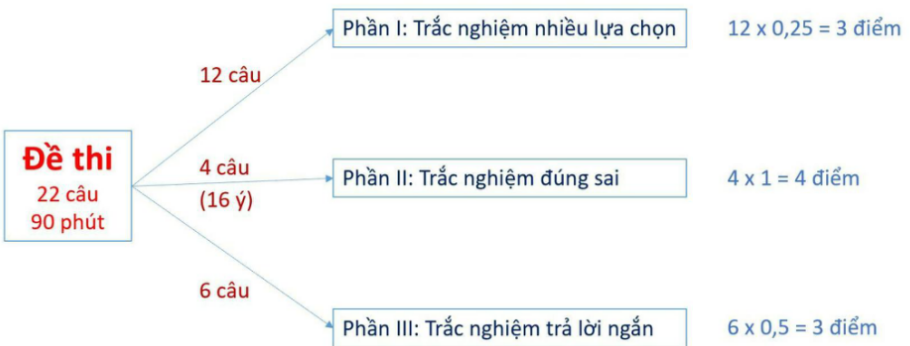 Phần I: Trắc nghiệm nhiều lựa chọn
12 x 0,25 = 3 điểm
12 câu
Đề thi
22 câu
90 phút
4 câu
(16 ý)
Phần II: Trắc nghiệm đúng sai
4 x 1 = 4 điểm
6 câu
Phần III: Trắc nghiệm trả lời ngắn
6 x 0,5 = 3 điểm